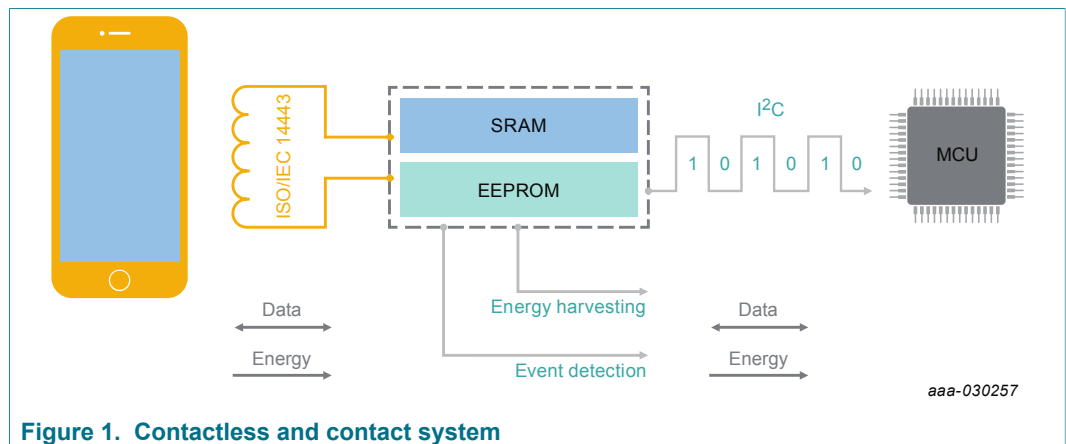 ISO/IEC 14443
SRAM
EEPROM
I²C
1 0 1 0 1 0
MCU
Energy harvesting
Event detection
Data
Energy
Data
Energy
aaa-030257
Figure 1. Contactless and contact system